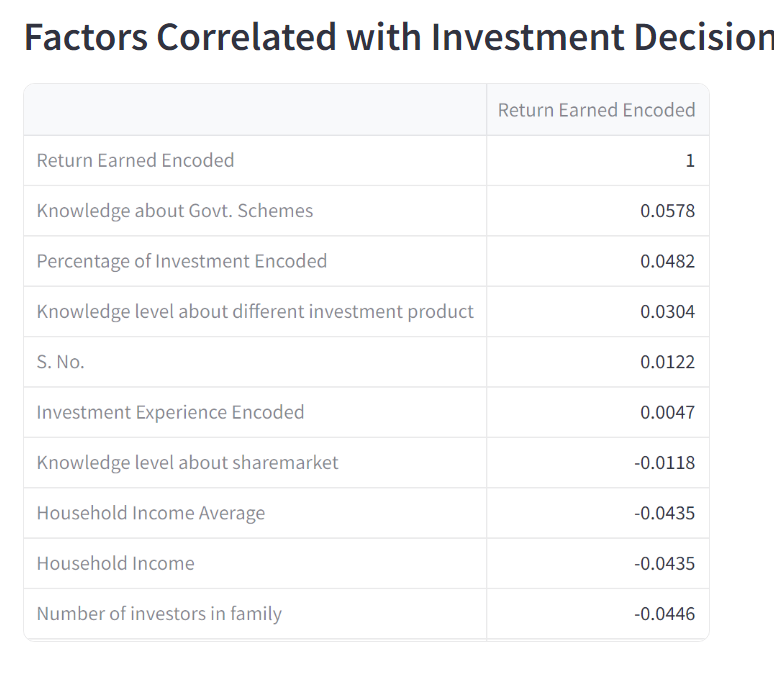 Factors Correlated with Investment Decision
Return Earned Encoded
Return Earned Encoded 1
Knowledge about Govt. Schemes 0.0578
Percentage of Investment Encoded 0.0482
Knowledge level about different investment product 0.0304
S. No. 0.0122
Investment Experience Encoded 0.0047
Knowledge level about sharemarket -0.0118
Household Income Average -0.0435
Household Income -0.0435
Number of investors in family -0.0446